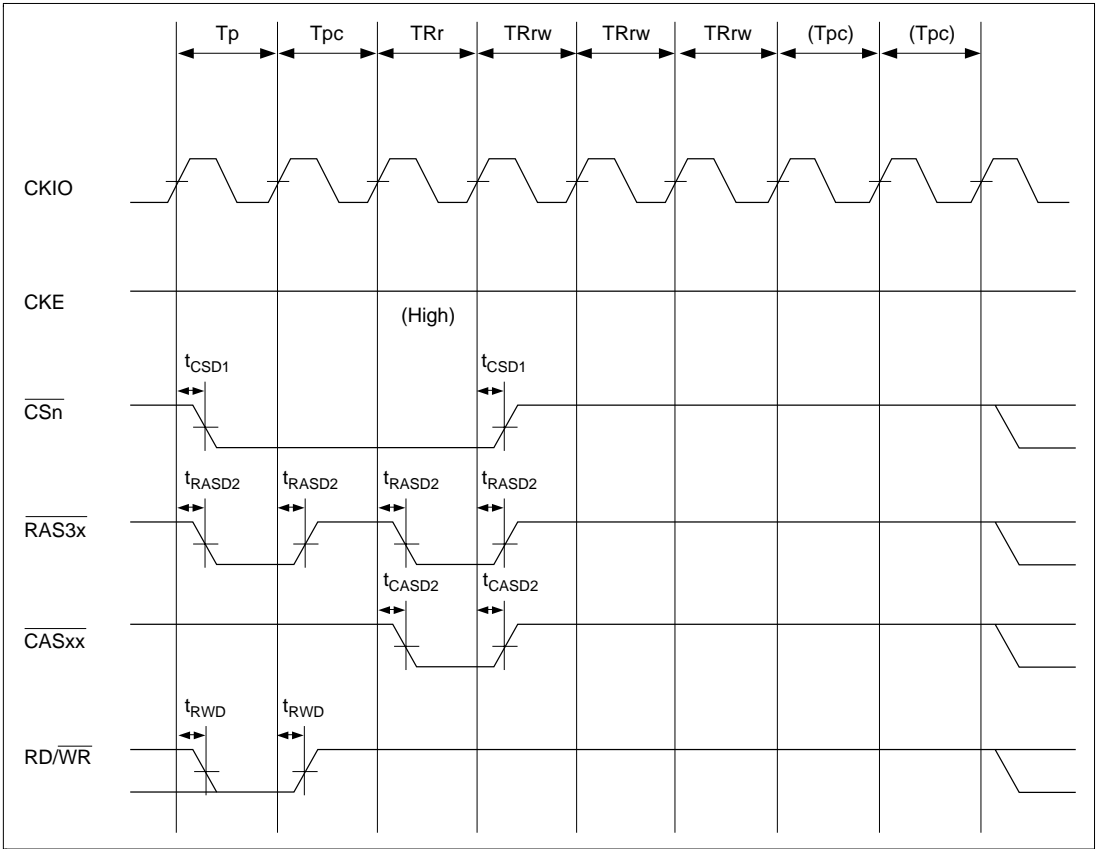 Tp Tpc TRr TRrw TRrw TRrw (Tpc) (Tpc)
CKIO
CKE
(High)
tCSD1 tCSD1
CSn
tRASD2 tRASD2 tRASD2 tRASD2
RAS3x
tCASD2 tCASD2
CASxx
tRWD tRWD
RD/WR